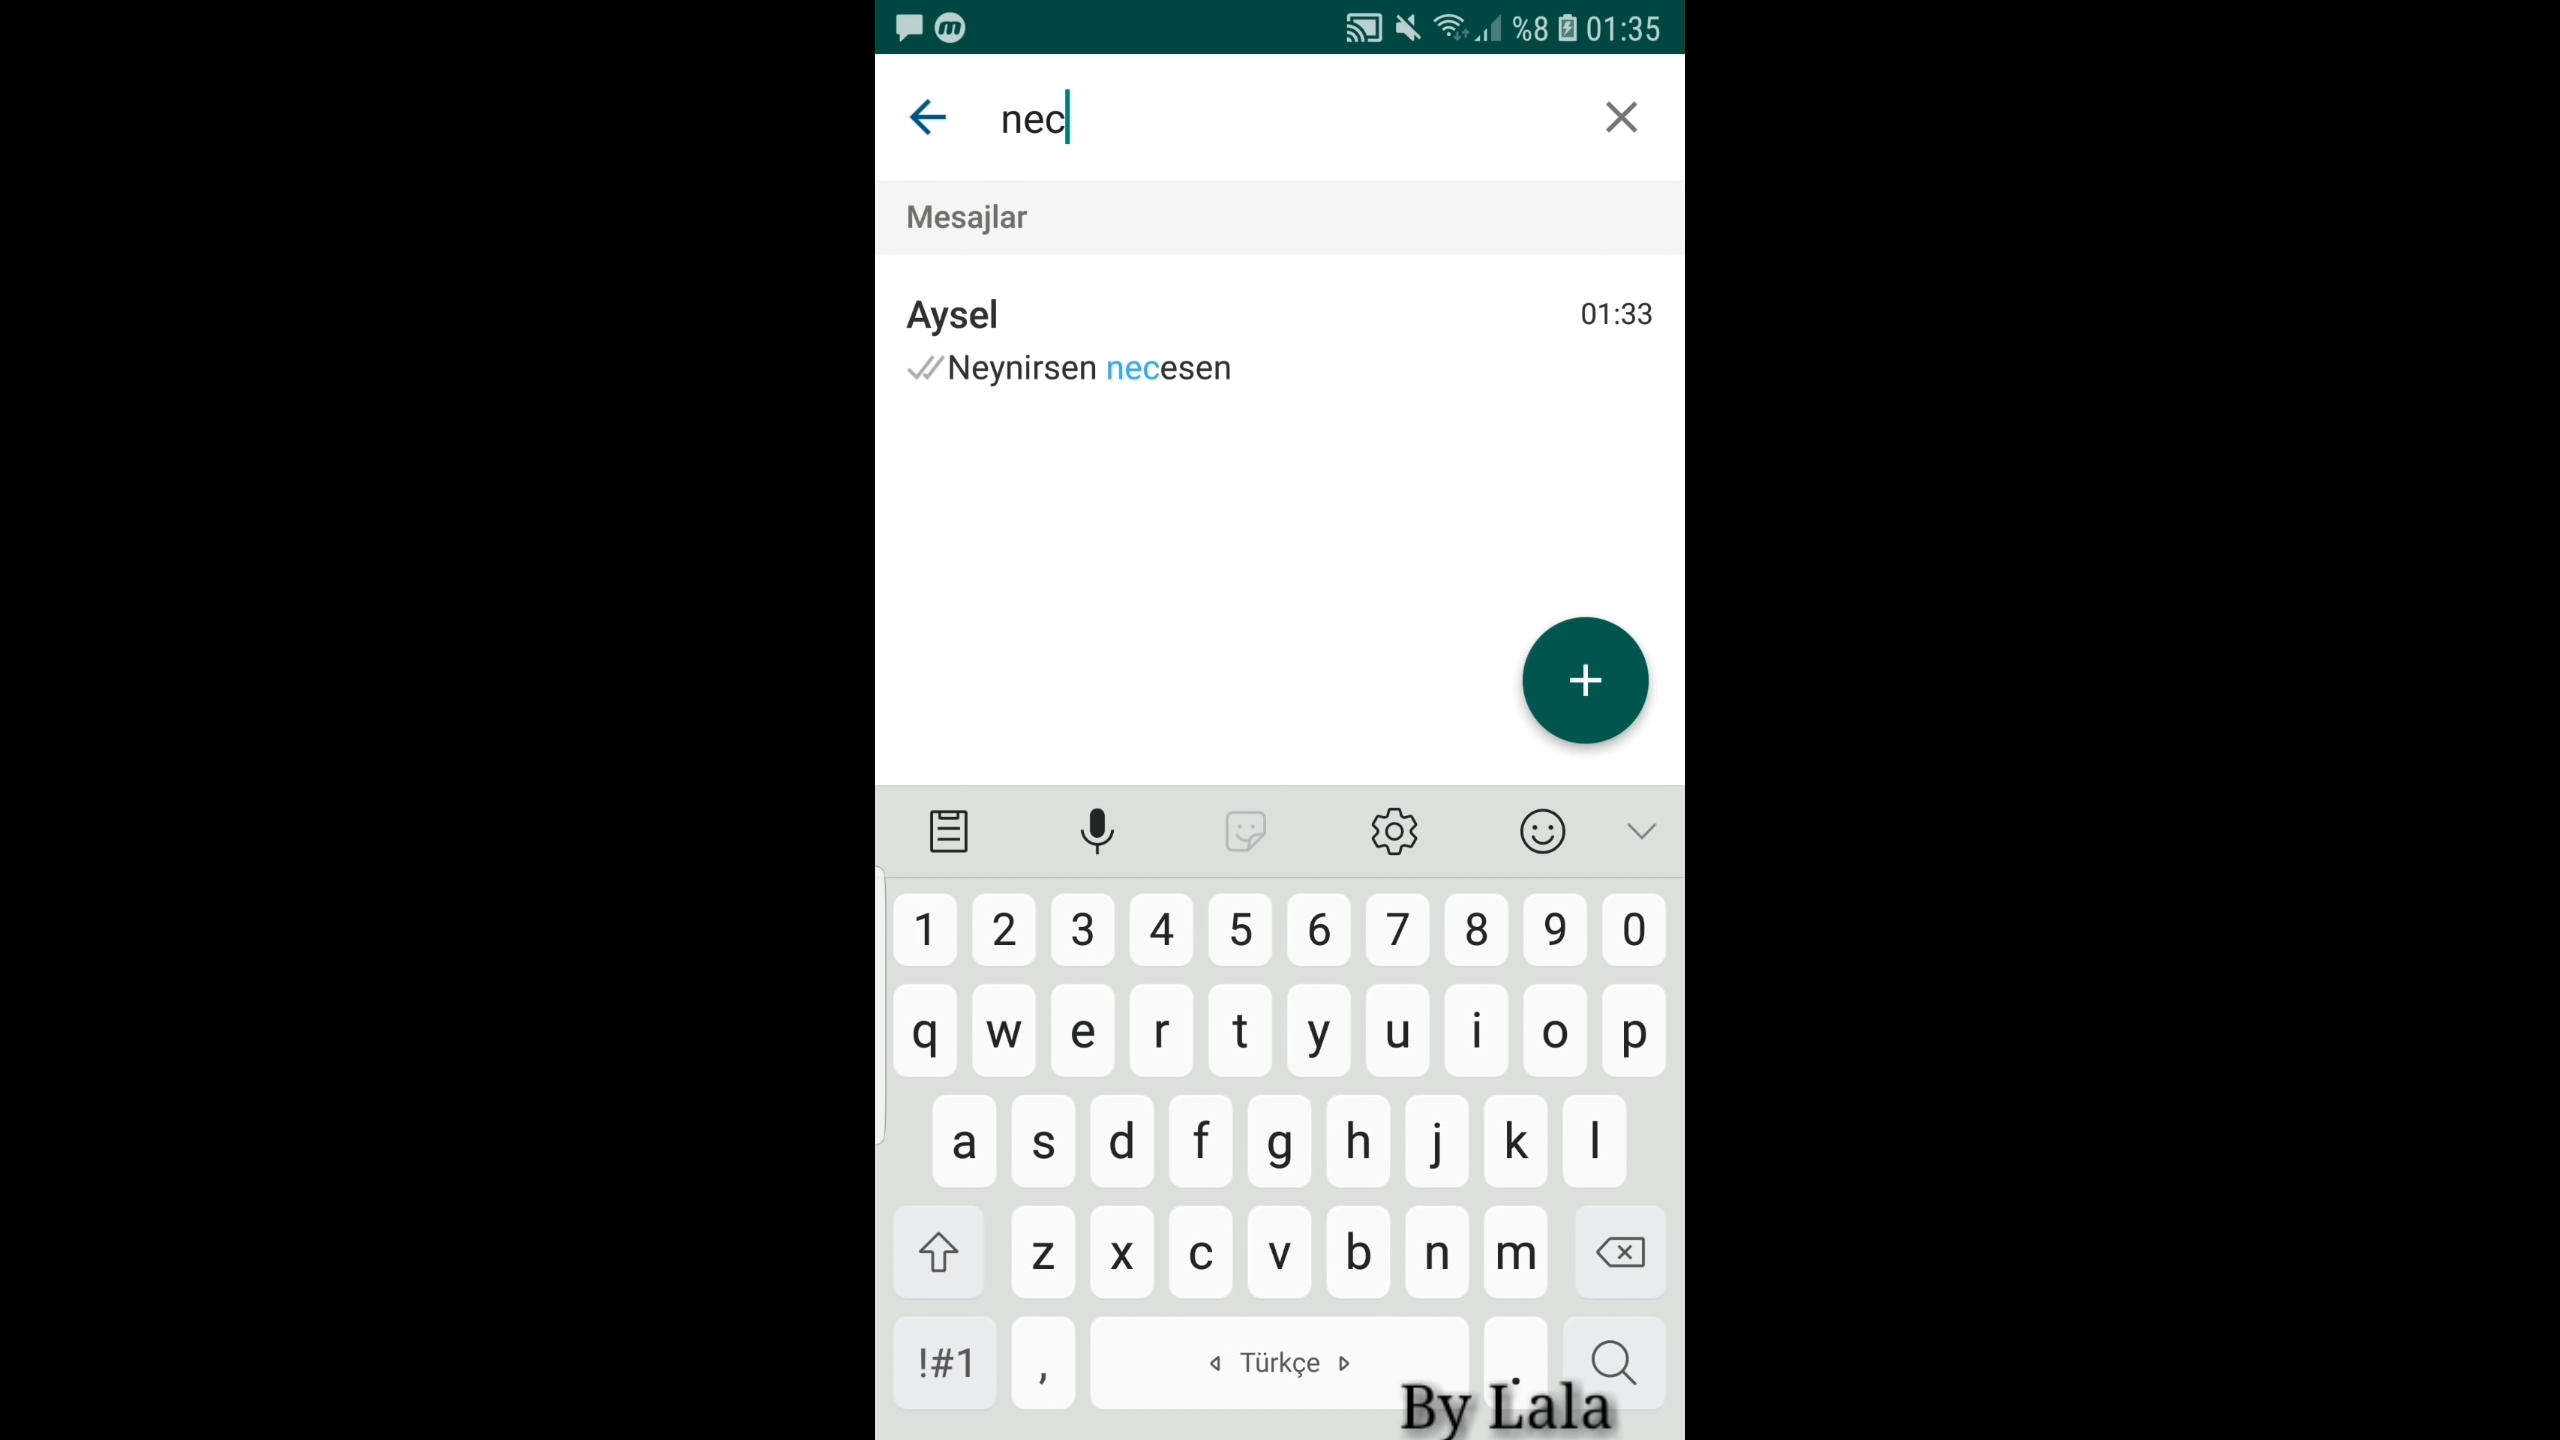 %8 01:35
nec
Mesajlar
Aysel 01:33
Neynirsen necesen
+
1 2 3 4 5 6 7 8 9 0
q w e r t y u i o p
a s d f g h j k l
z x c v b n m
!#1 , Türkçe .
By Lala